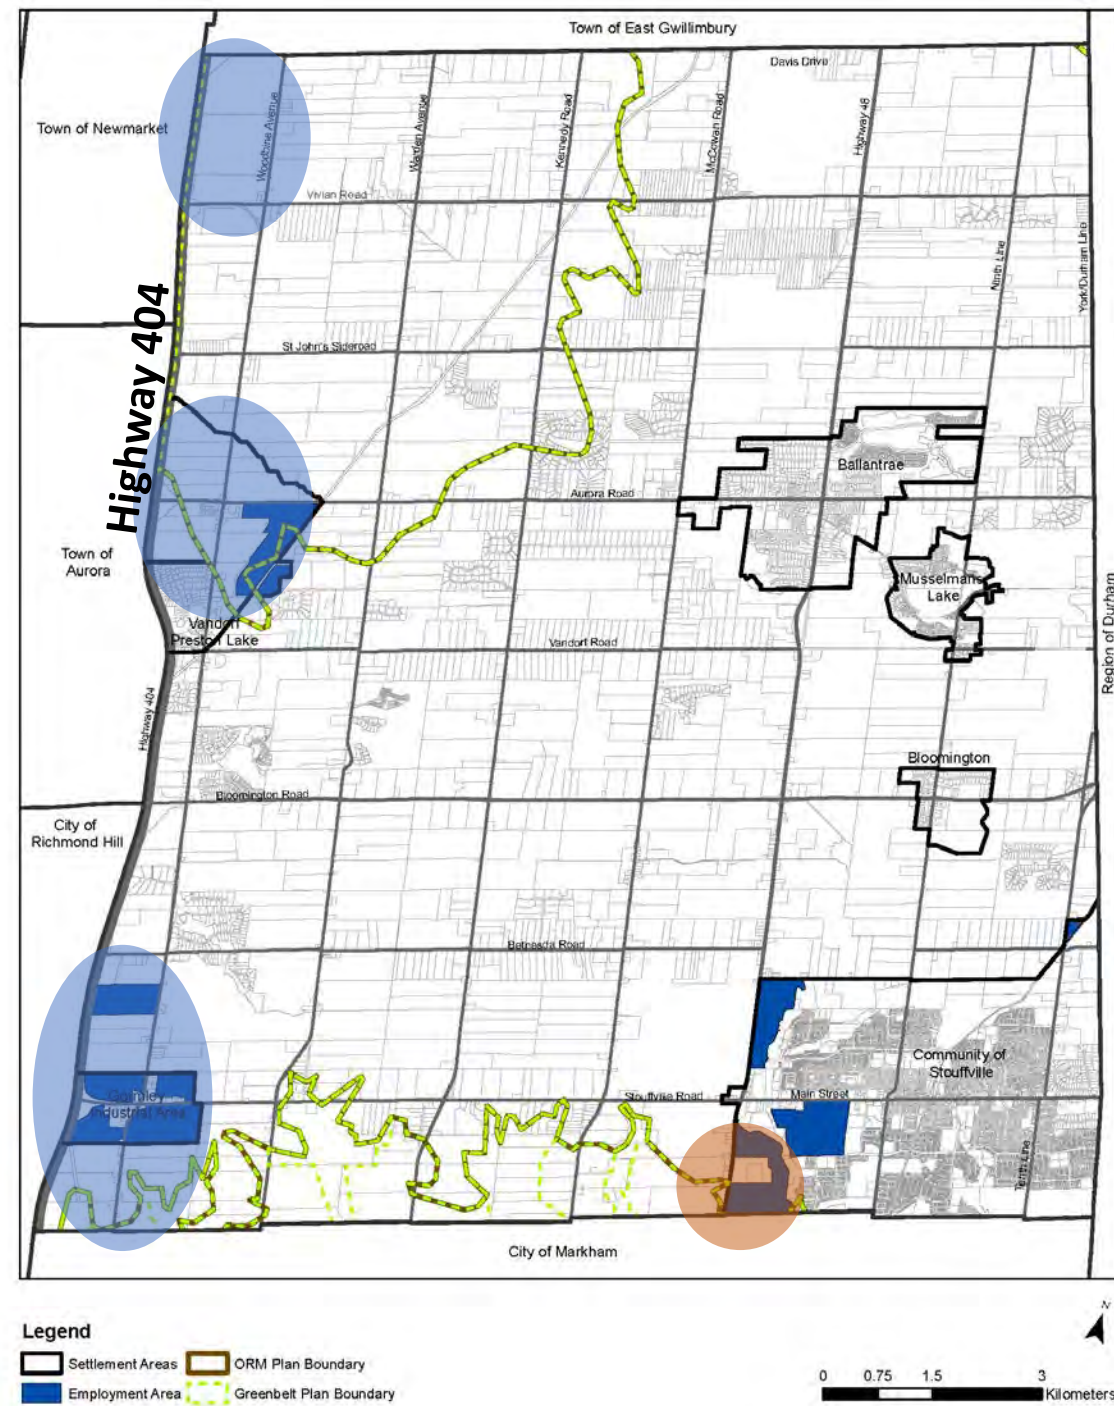 Town of East Gwillimbury
Davis Drive
Town of Newmarket
Woodbine Avenue
Warden Avenue
Kennedy Road
McCowan Road
Highway 48
Vivian Road
Ninth Line
York/Durham Line
Highway 404
St John's Sideroad
Ballantrae
Aurora Road
Town of
Aurora
Musselmans
Lake
Region of Durham
Vandorf
Preston Lake
Vandorf Road
Highway 404
Bloomington
Bloomington Road
City of
Richmond Hill
Bethesda Road
Community of
Stouffville
Gormley
Industrial Area
Stouffville Road
Main Street
Tenth Line
City of Markham
N
Legend
Settlement Areas
ORM Plan Boundary
Employment Area
Greenbelt Plan Boundary
0 0.75 1.5 3
Kilometers